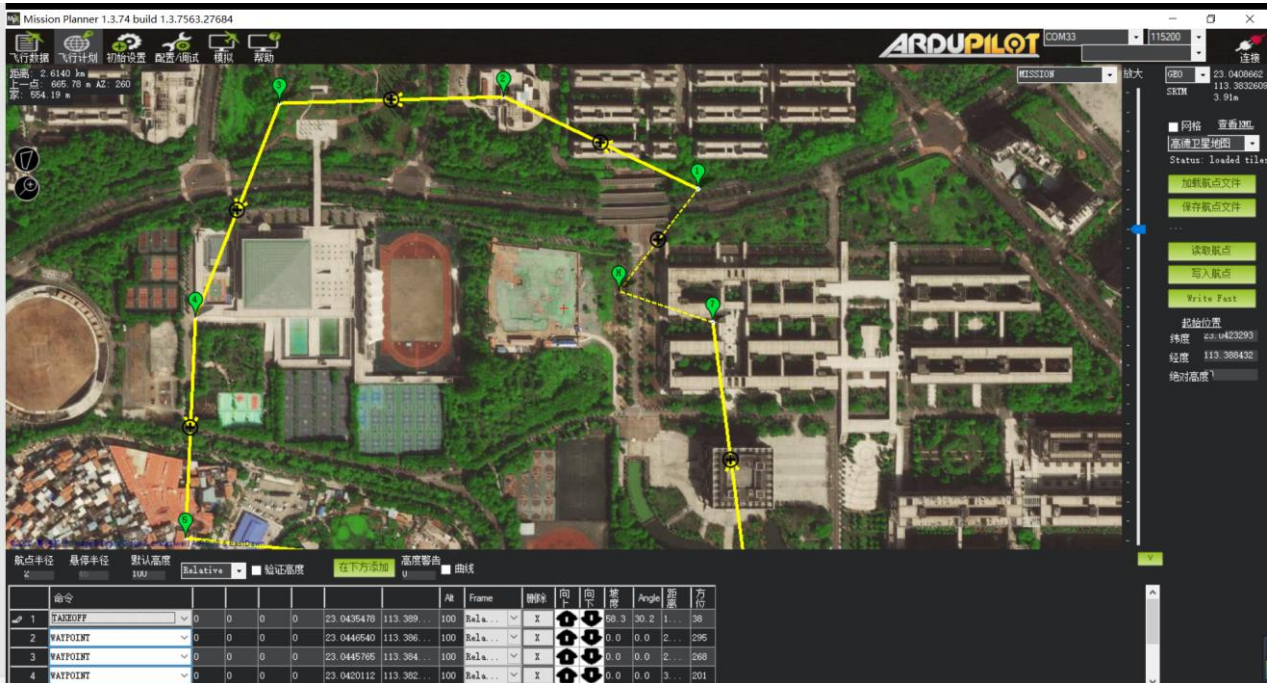 Mission Planner 1.3.74 build 1.3.7563.27684
飞行数据 飞行计划 初始设置 配置/调试 模拟 帮助
ARDUPILOT
COM33 115200
连接
距离: 2.6140 km
上一点: 665.78 m AZ: 260
家: 554.19 m
MISSION
放大
GEO 23.0408662
113.3832609
SRTM 3.91m
网格 查看KML
高德卫星地图
Status: loaded tiles
加载航点文件
保存航点文件
...
读取航点
写入航点
Write Fast
起始位置
纬度 23.0423293
经度 113.388432
绝对高度
3
2
1
H
7
4
5
航点半径 悬停半径 默认高度 高度警告
2 100 Relative 验证高度 在下方添加 0 曲线
命令 Alt Frame 删除 向上 向下 坡度 Angle 距离 方位
1 TAKEOFF 0 0 0 0 23.0435478 113.389... 100 Rela... X 58.3 30.2 1... 38
2 WAYPOINT 0 0 0 0 23.0446540 113.386... 100 Rela... X 0.0 0.0 2... 295
3 WAYPOINT 0 0 0 0 23.0445765 113.384... 100 Rela... X 0.0 0.0 2... 268
4 WAYPOINT 0 0 0 0 23.0420112 113.382... 100 Rela... X 0.0 0.0 3... 201